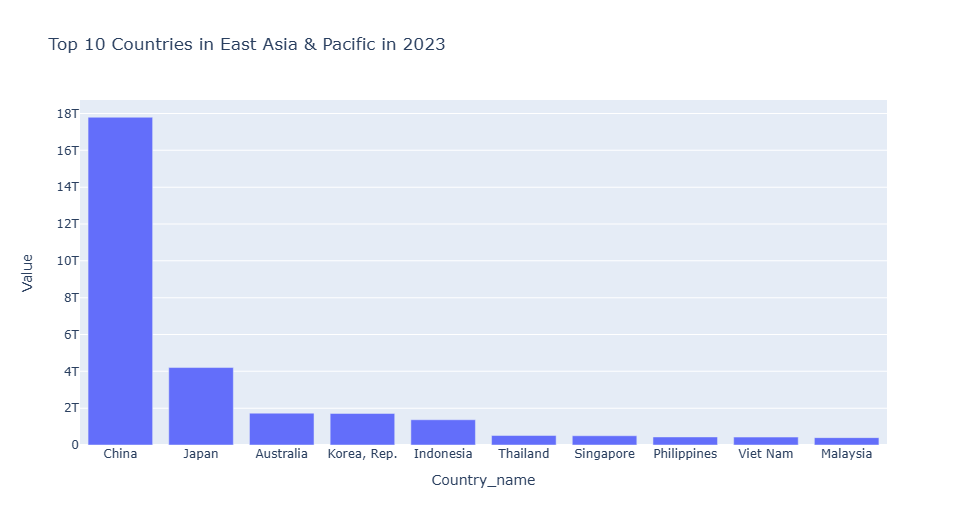 Top 10 Countries in East Asia & Pacific in 2023
18T
16T
14T
12T
10T
8T
6T
4T
2T
0
Value
China Japan Australia Korea, Rep. Indonesia Thailand Singapore Philippines Viet Nam Malaysia
Country_name